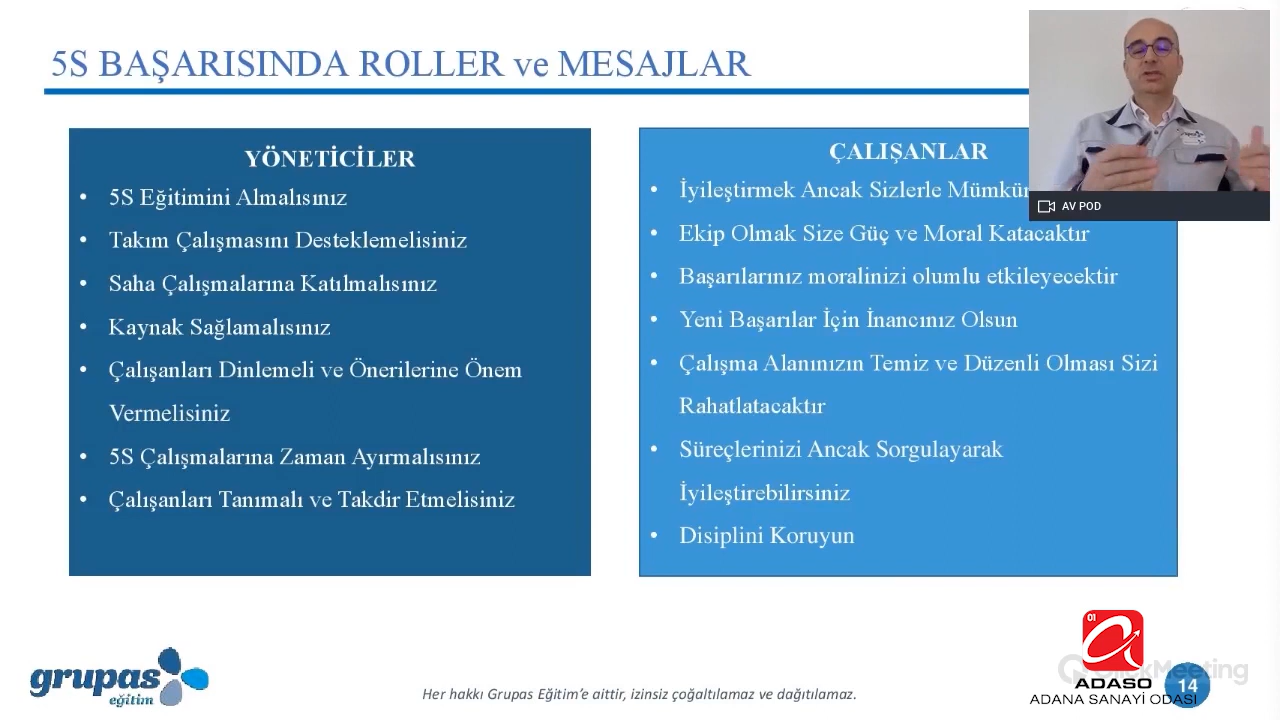 5S BAŞARISINDA ROLLER ve MESAJLAR
YÖNETİCİLER
• 5S Eğitimini Almalısınız
• Takım Çalışmasını Desteklemelisiniz
• Saha Çalışmalarına Katılmalısınız
• Kaynak Sağlamalısınız
• Çalışanları Dinlemeli ve Önerilerine Önem
Vermelisiniz
• 5S Çalışmalarına Zaman Ayırmalısınız
• Çalışanları Tanımalı ve Takdir Etmelisiniz
ÇALIŞANLAR
• İyileştirmek Ancak Sizlerle Mümkün
• Ekip Olmak Size Güç ve Moral Katacaktır
• Başarılarınız moralinizi olumlu etkileyecektir
• Yeni Başarılar İçin İnancınız Olsun
• Çalışma Alanınızın Temiz ve Düzenli Olması Sizi
Rahatlatacaktır
• Süreçlerinizi Ancak Sorgulayarak
İyileştirebilirsiniz
• Disiplini Koruyun
AV POD
grupas
eğitim
Her hakkı Grupas Eğitim’e aittir, izinsiz çoğaltılamaz ve dağıtılamaz.
01
ClickMeeting
ADASO
ADANA SANAYİ ODASI
14